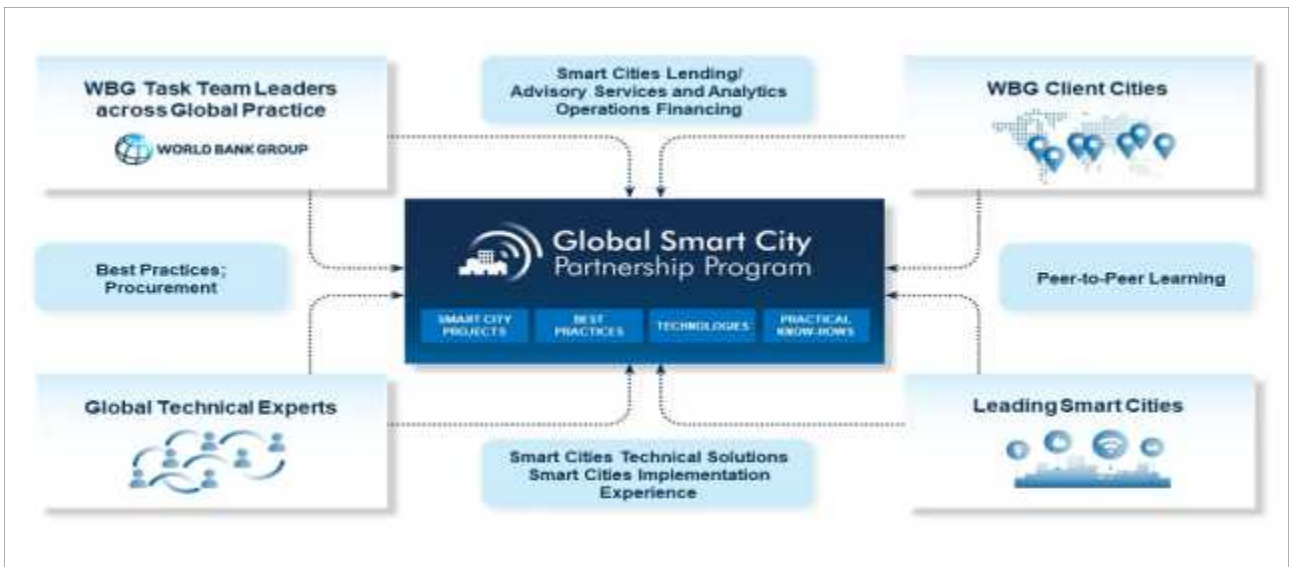 WBG Task Team Leaders
across Global Practice
WORLD BANK GROUP
Smart Cities Lending/
Advisory Services and Analytics
Operations Financing
WBG Client Cities
Best Practices;
Procurement
Global Smart City
Partnership Program
SMART CITY
PROJECTS
BEST
PRACTICES
TECHNOLOGIES
PRACTICAL
KNOW-HOWS
Peer-to-Peer Learning
Global Technical Experts
Smart Cities Technical Solutions
Smart Cities Implementation
Experience
Leading Smart Cities